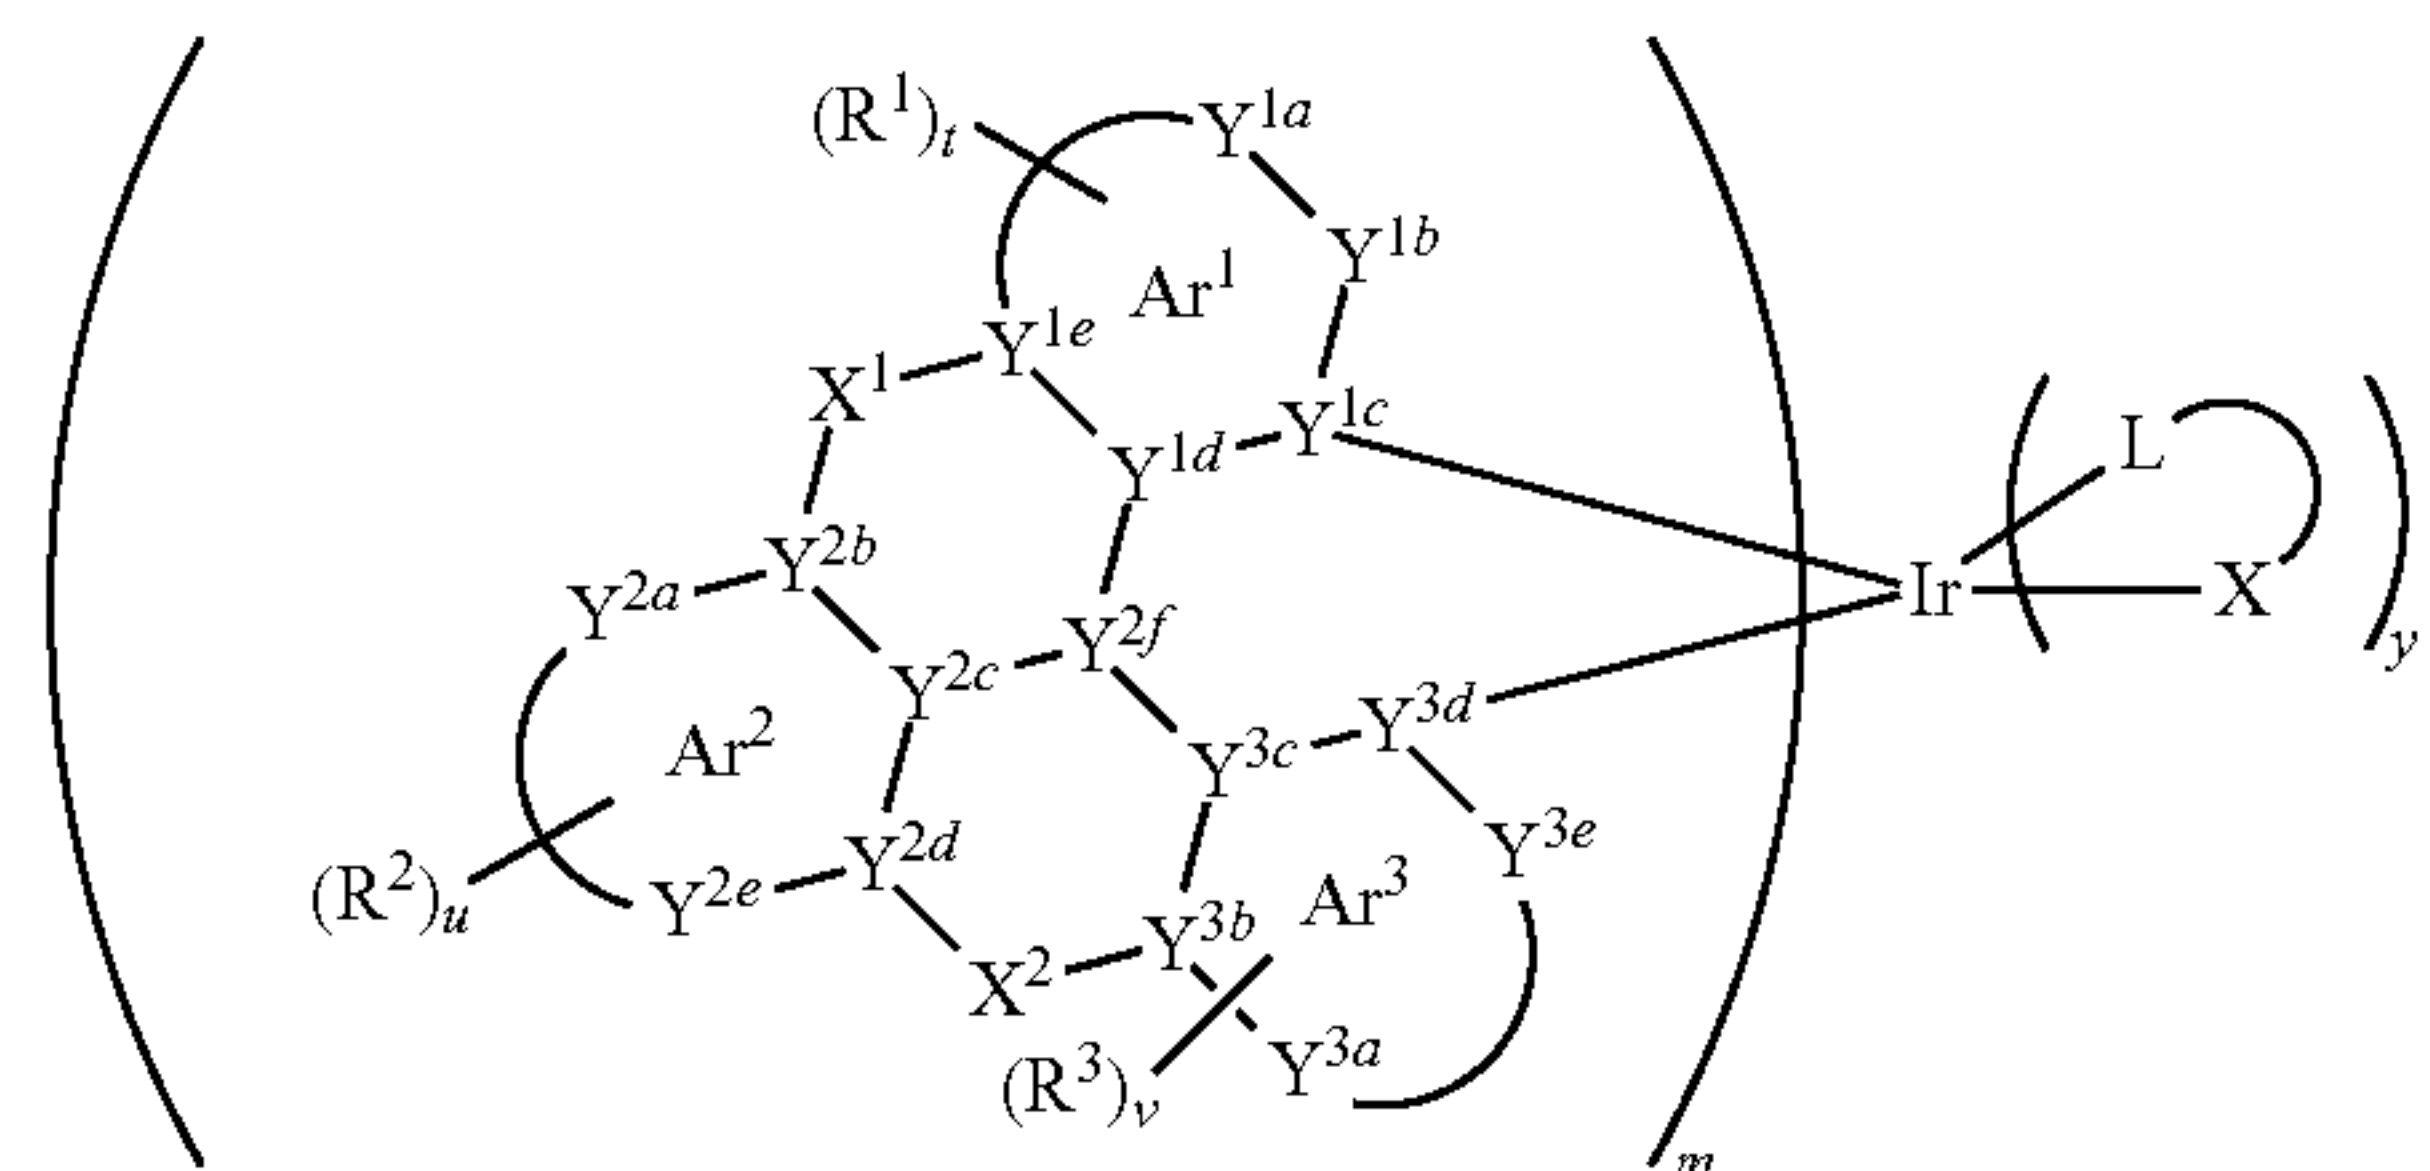 (R¹)ₜ
Y¹ᵃ
Y¹ᵇ
Ar¹
Y¹ᵉ
X¹
Y¹ᶜ
Y¹ᵈ
L
Y²ᵇ
Y²ᵃ
Ir
X
y
Y²ᶠ
Y²ᶜ
Y³ᵈ
Ar²
Y³ᶜ
Y³ᵉ
Y²ᵈ
(R²)ᵤ
Y²ᵉ
Ar³
Y³ᵇ
X²
Y³ᵃ
(R³)ᵥ
m